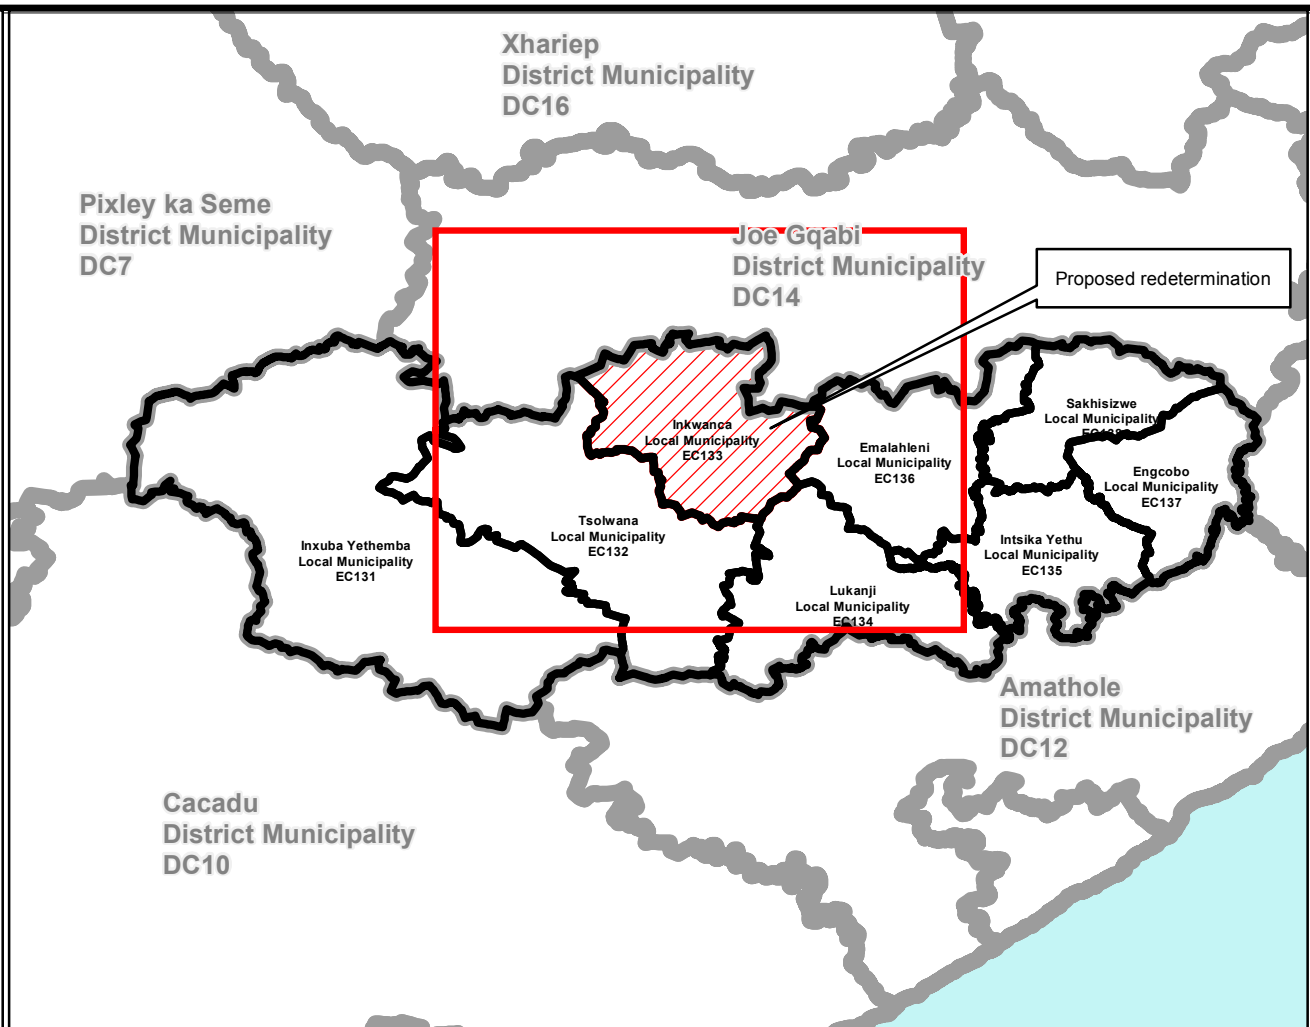 Xhariep
District Municipality
DC16
Pixley ka Seme
District Municipality
DC7
Joe Gqabi
District Municipality
DC14
Proposed redetermination
Sakhisizwe
Local Municipality
EC138
Inkwanca
Local Municipality
EC133
Emalahleni
Local Municipality
EC136
Engcobo
Local Municipality
EC137
Tsolwana
Local Municipality
EC132
Intsika Yethu
Local Municipality
EC135
Inxuba Yethemba
Local Municipality
EC131
Lukanji
Local Municipality
EC134
Amathole
District Municipality
DC12
Cacadu
District Municipality
DC10